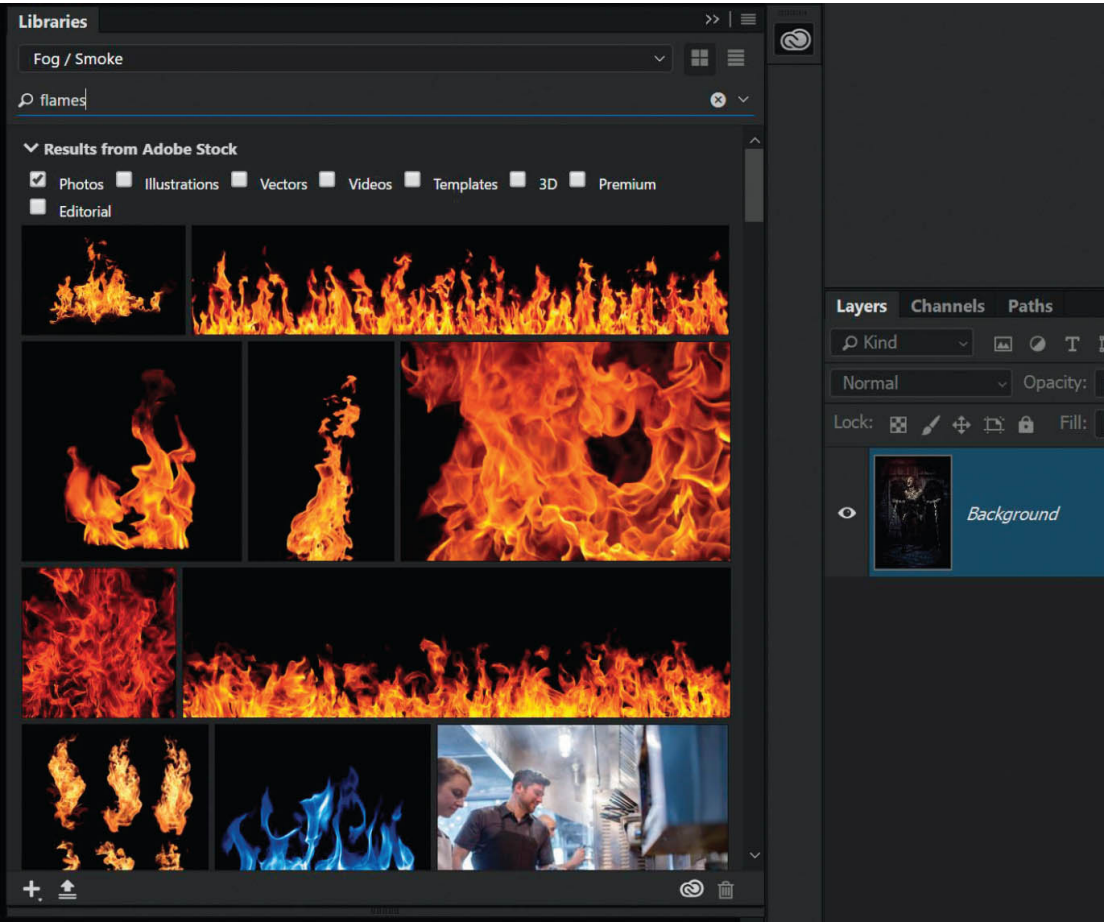 Libraries
Fog / Smoke
flames
Results from Adobe Stock
Photos Illustrations Vectors Videos Templates 3D Premium
Editorial
Layers Channels Paths
Kind
Normal Opacity:
Lock: Fill:
Background